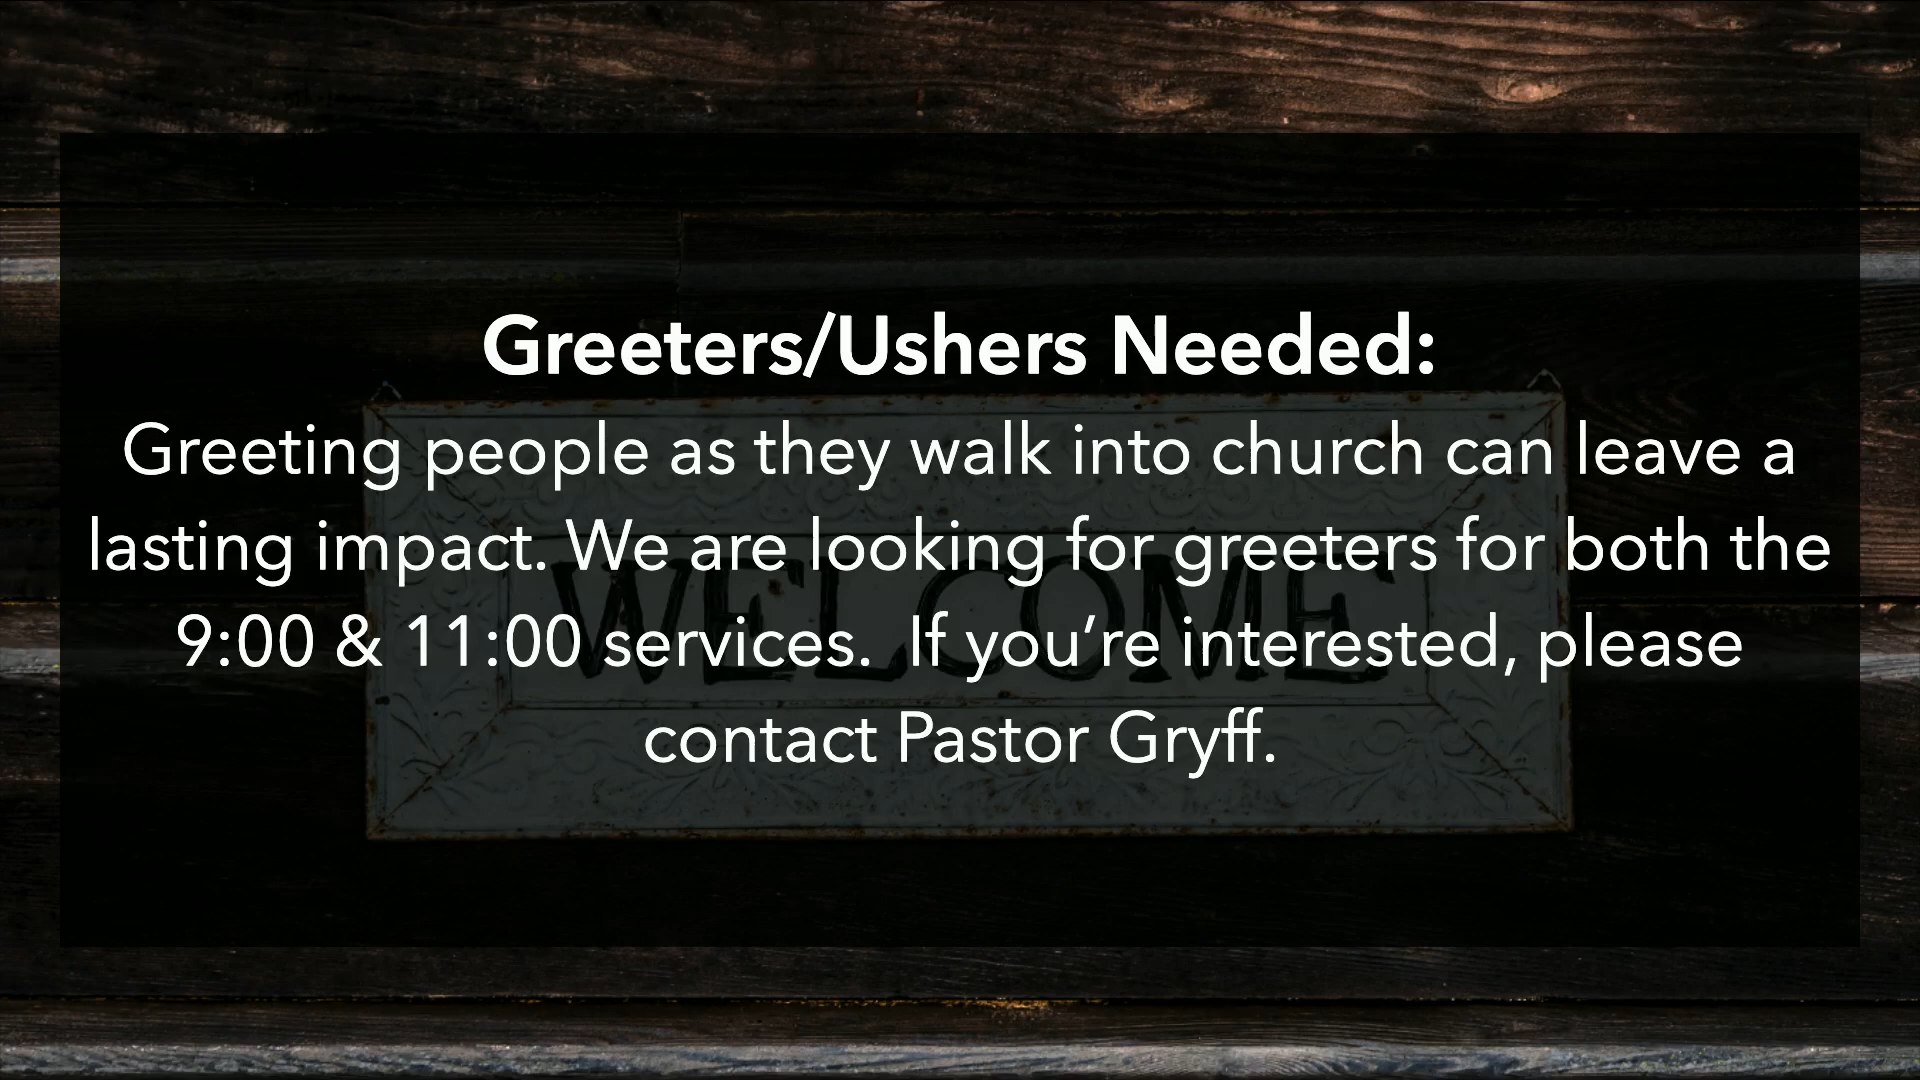 Greeters/Ushers Needed:
Greeting people as they walk into church can leave a
lasting impact. We are looking for greeters for both the
9:00 & 11:00 services.  If you’re interested, please
contact Pastor Gryff.
WELCOME